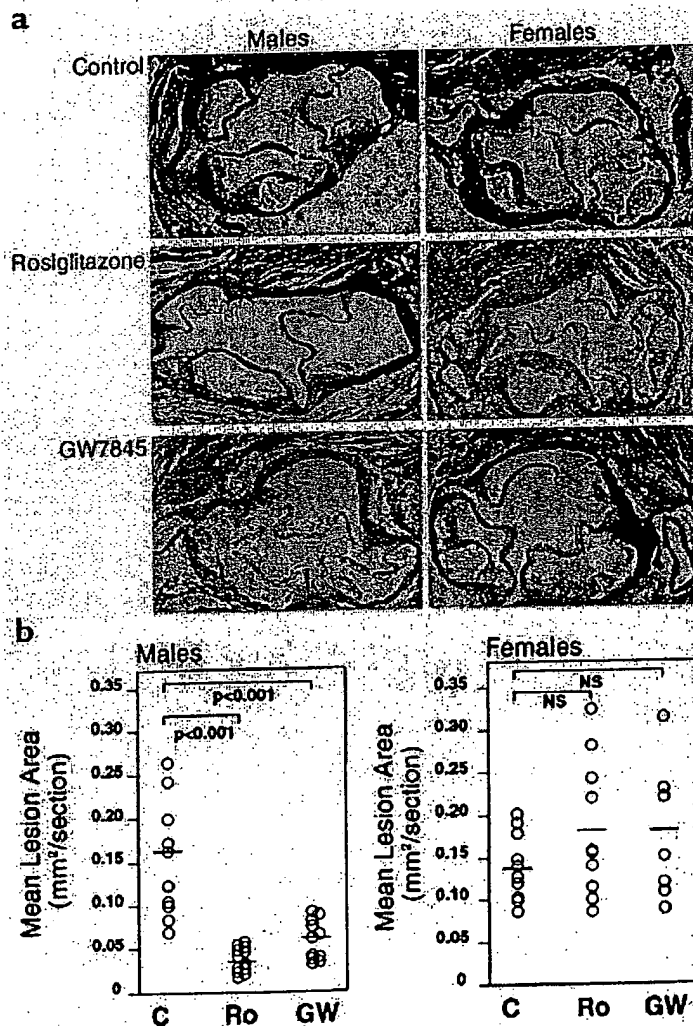 a
Males Females
Control
Rosiglitazone
GW7845
b
Males
Mean Lesion Area
(mm²/section)
0.35
0.30
0.25
0.20
0.15
0.10
0.05
0
p<0.001
p<0.001
C Ro GW
Females
Mean Lesion Area
(mm²/section)
0.35
0.30
0.25
0.20
0.15
0.10
0.05
0
NS
NS
C Ro GW